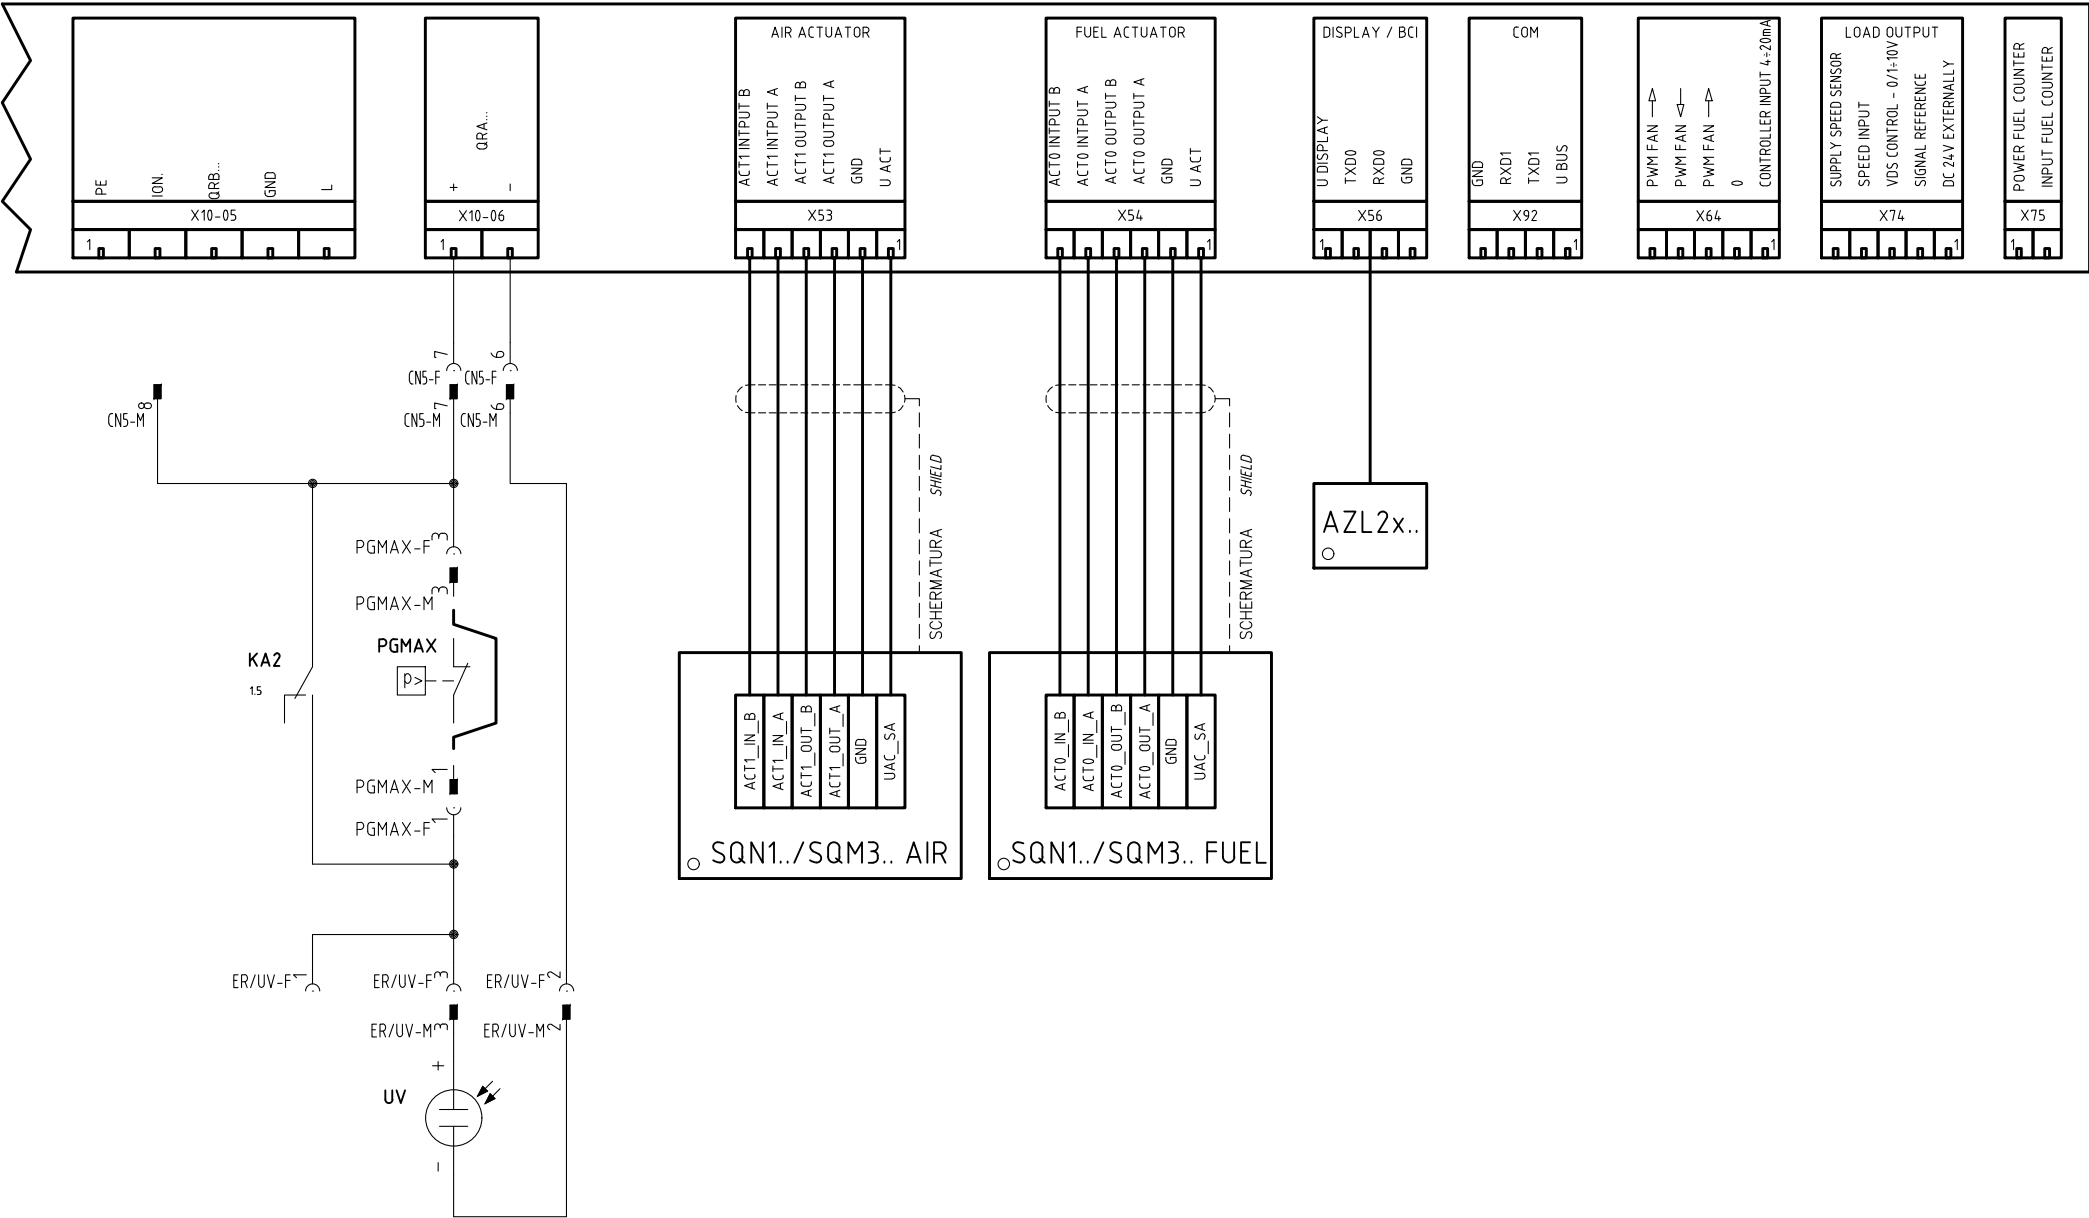 AIR ACTUATOR
FUEL ACTUATOR
DISPLAY / BCI
COM
LOAD OUTPUT
PE
ION.
QRB...
GND
L
X10-05
1
+
QRA...
-
X10-06
1
ACT1 INTPUT B
ACT1 INTPUT A
ACT1 OUTPUT B
ACT1 OUTPUT A
GND
U ACT
X53
1
ACT0 INTPUT B
ACT0 INTPUT A
ACT0 OUTPUT B
ACT0 OUTPUT A
GND
U ACT
X54
1
U DISPLAY
TXD0
RXD0
GND
X56
1
GND
RXD1
TXD1
U BUS
X92
1
PWM FAN
PWM FAN
PWM FAN
0
CONTROLLER INPUT 4÷20mA
X64
1
SUPPLY SPEED SENSOR
SPEED INPUT
VDS CONTROL - 0/1÷10V
SIGNAL REFERENCE
DC 24V EXTERNALLY
X74
1
POWER FUEL COUNTER
INPUT FUEL COUNTER
X75
1
7
CN5-F
6
CN5-F
8
CN5-M
7
CN5-M
6
CN5-M
SCHERMATURA SHIELD
SCHERMATURA SHIELD
AZL2x..
3
PGMAX-F
3
PGMAX-M
PGMAX
p>
KA2
1.5
1
PGMAX-M
1
PGMAX-F
ACT1_IN_B
ACT1_IN_A
ACT1_OUT_B
ACT1_OUT_A
GND
UAC_SA
SQN1../SQM3.. AIR
ACT0_IN_B
ACT0_IN_A
ACT0_OUT_B
ACT0_OUT_A
GND
UAC_SA
SQN1../SQM3.. FUEL
ER/UV-F 1
ER/UV-F 3
ER/UV-F 2
ER/UV-M 3
ER/UV-M 2
+
UV
-